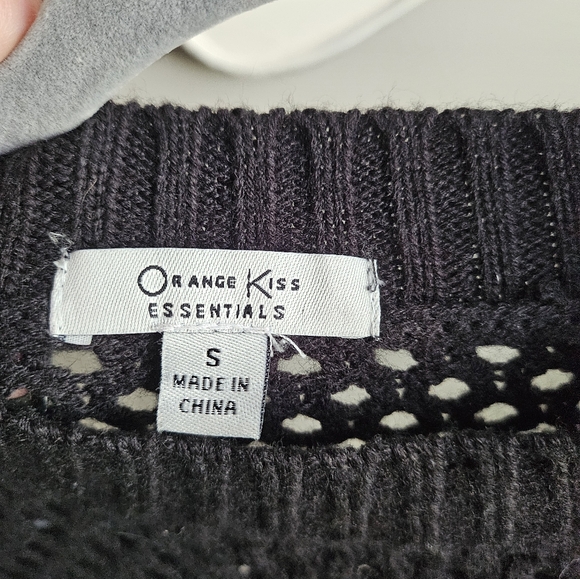 ORANGE KISS
ESSENTIALS
S
MADE IN
CHINA